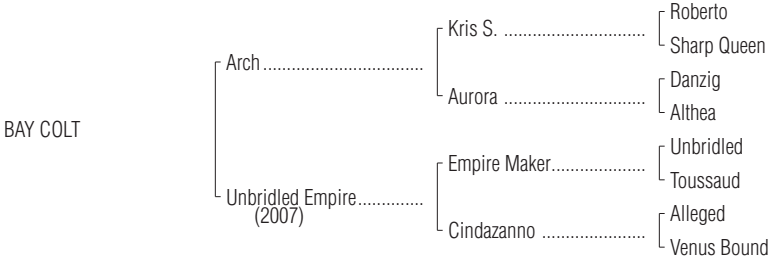 Roberto
Kris S. ................................
Sharp Queen
Arch ....................................
Danzig
Aurora ................................
Althea
BAY COLT
Unbridled
Empire Maker.....................
Toussaud
Unbridled Empire..............
(2007)
Alleged
Cindazanno .......................
Venus Bound